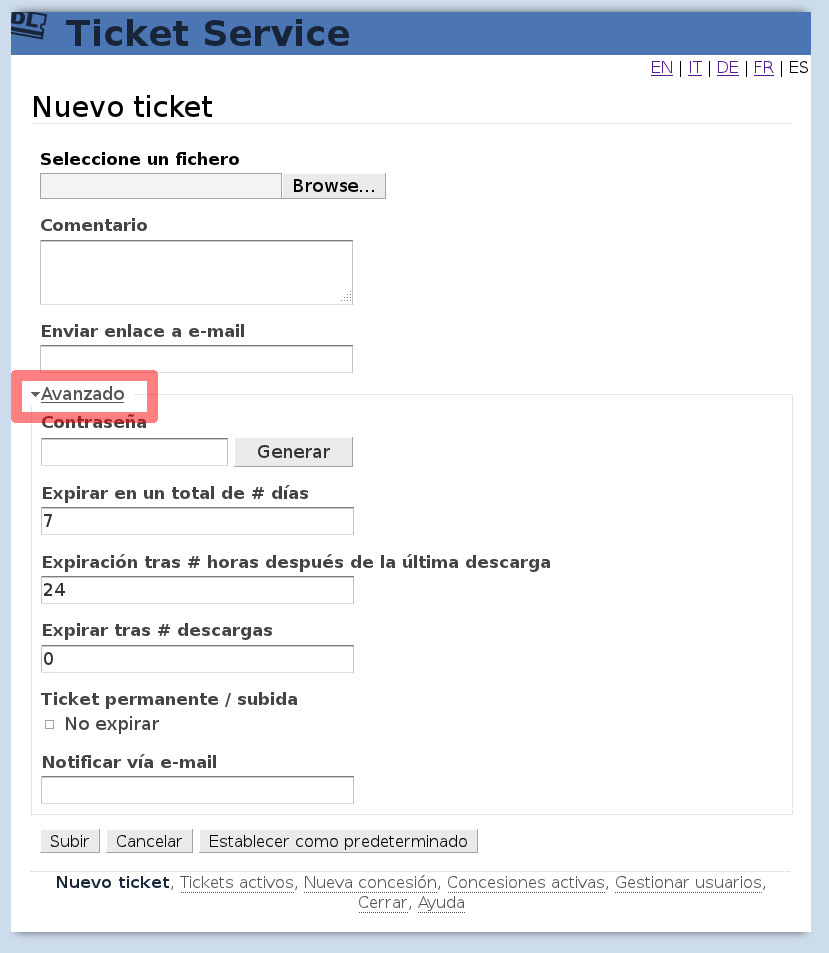 DL
Ticket Service
EN | IT | DE | FR | ES
Nuevo ticket
Seleccione un fichero
Browse...
Comentario
Enviar enlace a e-mail
Avanzado
Contraseña
Generar
Expirar en un total de # días
7
Expiración tras # horas después de la última descarga
24
Expirar tras # descargas
0
Ticket permanente / subida
No expirar
Notificar vía e-mail
Subir Cancelar Establecer como predeterminado
Nuevo ticket, Tickets activos, Nueva concesión, Concesiones activas, Gestionar usuarios,
Cerrar, Ayuda